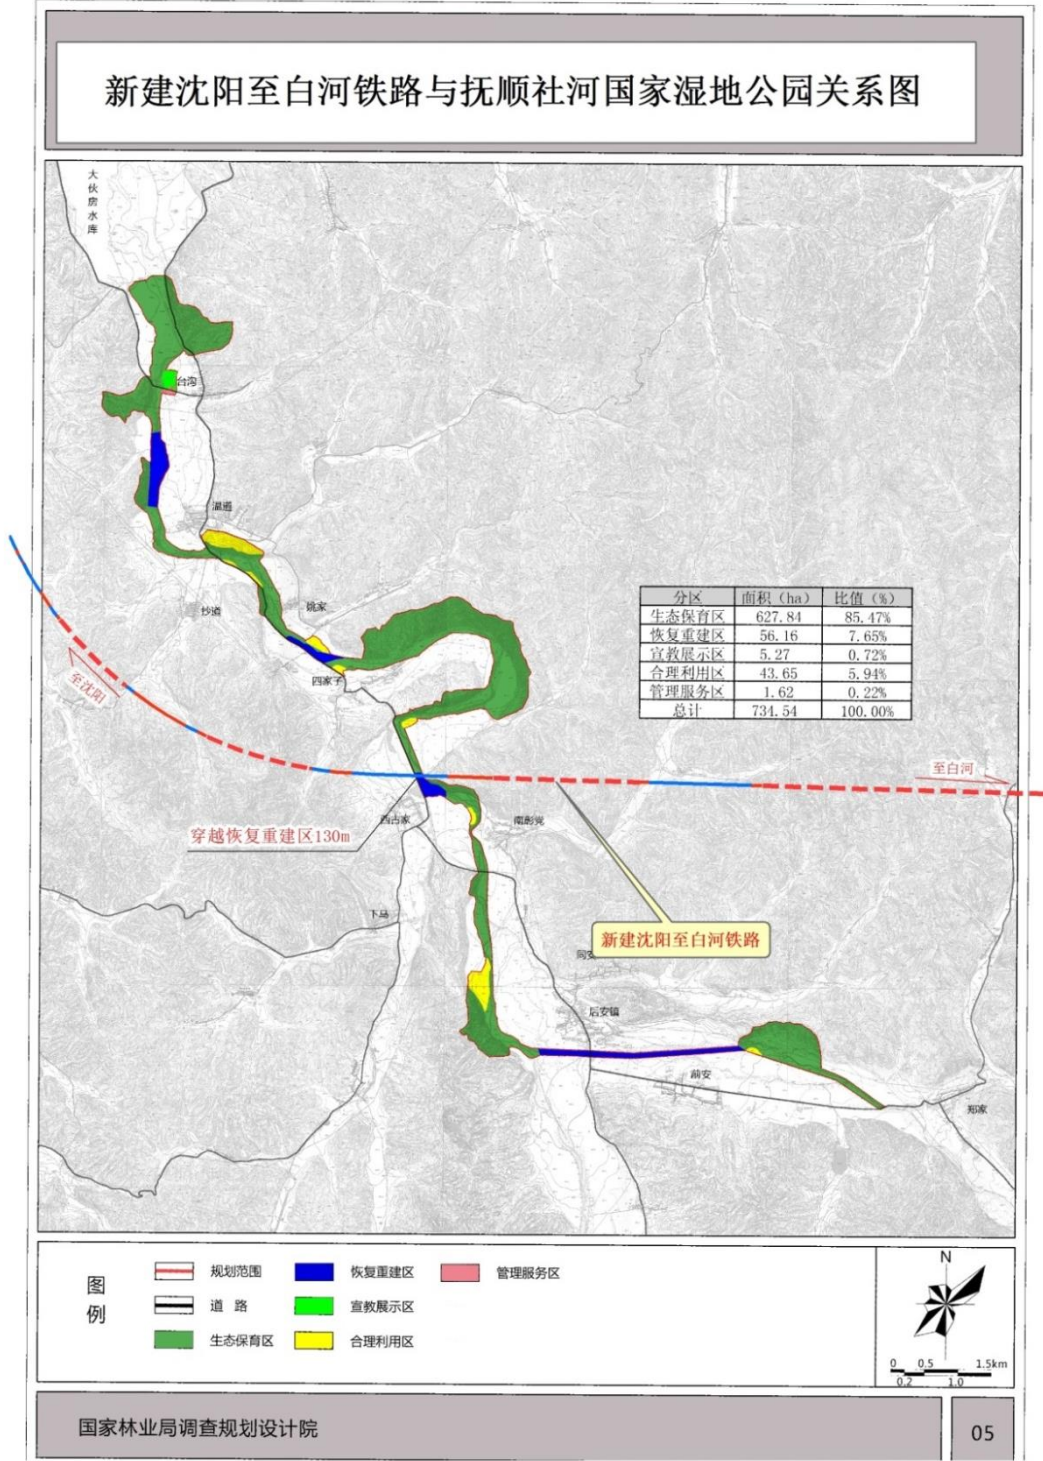 新建沈阳至白河铁路与抚顺社河国家湿地公园关系图
大伙房水库
台沟
温道
炒道
姚家
四家子
分区 面积（ha） 比值（%）
生态保育区 627.84 85.47%
恢复重建区 56.16 7.65%
宣教展示区 5.27 0.72%
合理利用区 43.65 5.94%
管理服务区 1.62 0.22%
总计 734.54 100.00%
至沈阳
至白河
穿越恢复重建区130m
西古家
南彰党
下马
新建沈阳至白河铁路
同安
后安镇
前安
郑家
图例
规划范围 恢复重建区 管理服务区
道 路 宣教展示区
生态保育区 合理利用区
N
0 0.5 1.5km
0.2 1.0
国家林业局调查规划设计院
05